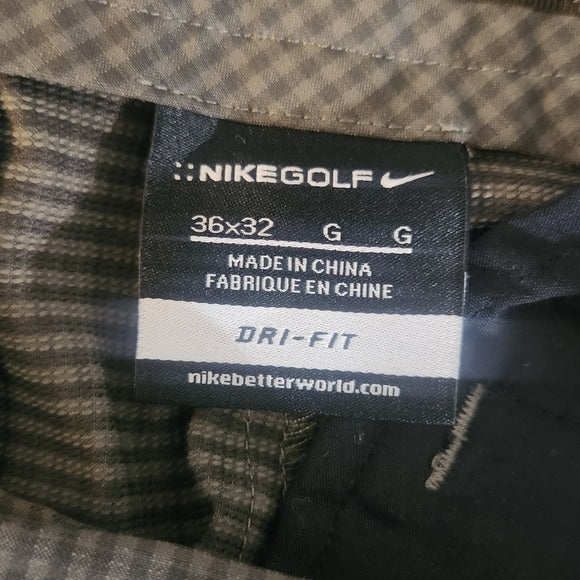 ::NIKEGOLF
36x32 G G
MADE IN CHINA
FABRIQUE EN CHINE
DRI-FIT
nikebetterworld.com